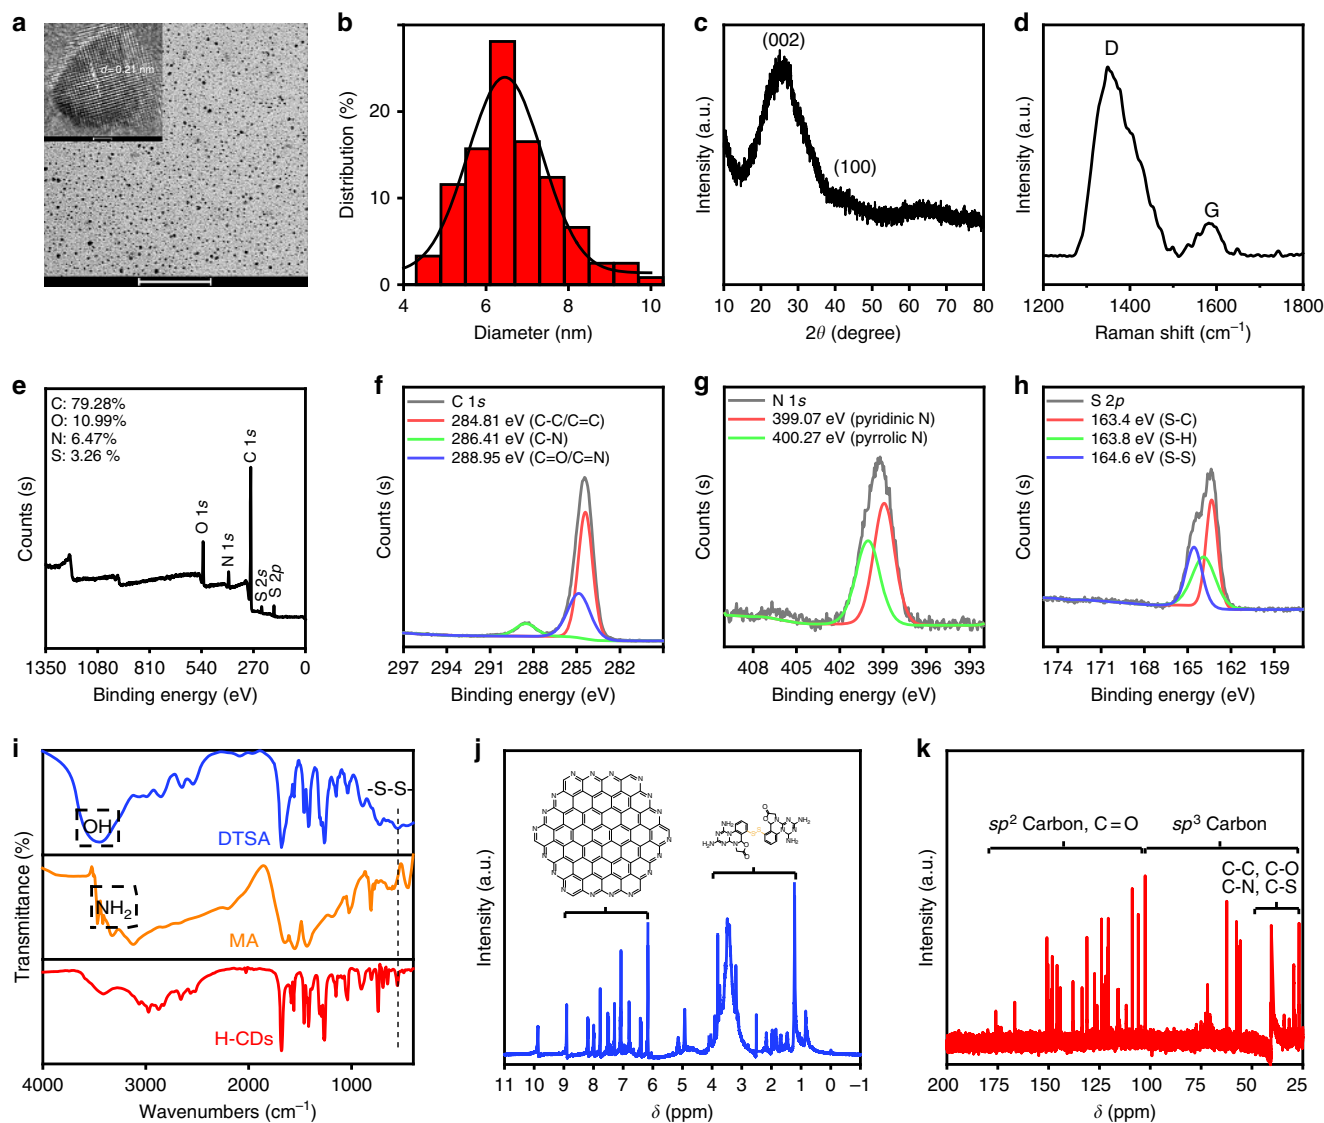 a
d=0.21 nm
b
Distribution (%)
20
10
0
4
6
8
10
Diameter (nm)
c
(002)
(100)
Intensity (a.u.)
10
20
30
40
50
60
70
80
2θ (degree)
d
D
G
Intensity (a.u.)
1200
1400
1600
1800
Raman shift (cm⁻¹)
e
C: 79.28%
O: 10.99%
N: 6.47%
S: 3.26 %
C 1s
O 1s
N 1s
S 2s
S 2p
Counts (s)
1350
1080
810
540
270
0
Binding energy (eV)
f
C 1s
284.81 eV (C-C/C=C)
286.41 eV (C-N)
288.95 eV (C=O/C=N)
Counts (s)
297
294
291
288
285
282
Binding energy (eV)
g
N 1s
399.07 eV (pyridinic N)
400.27 eV (pyrrolic N)
Counts (s)
408
405
402
399
396
393
Binding energy (eV)
h
S 2p
163.4 eV (S-C)
163.8 eV (S-H)
164.6 eV (S-S)
Counts (s)
174
171
168
165
162
159
Binding energy (eV)
i
-S-S-
OH
DTSA
NH₂
MA
H-CDs
Transmittance (%)
4000
3000
2000
1000
Wavenumbers (cm⁻¹)
j
Intensity (a.u.)
11
10
9
8
7
6
5
4
3
2
1
0
−1
δ (ppm)
k
sp² Carbon, C=O
sp³ Carbon
C-C, C-O
C-N, C-S
Intensity (a.u.)
200
175
150
125
100
75
50
25
δ (ppm)